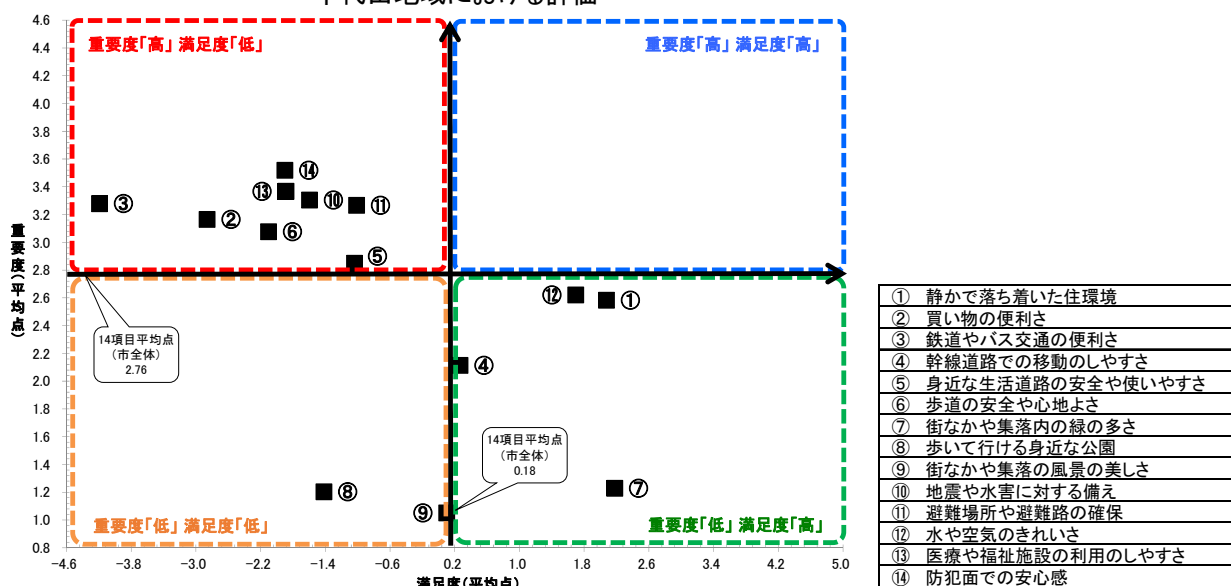 重要度「高」 満足度「低」
重要度「高」 満足度「高」
4.6
4.4
4.2
4.0
3.8
3.6
3.4
3.2
3.0
2.8
2.6
2.4
2.2
2.0
1.8
1.6
1.4
1.2
1.0
0.8
重要度(平均点)
⑭
⑬
⑩
⑪
③
②
⑥
⑤
⑫
①
④
⑦
⑧
⑨
14項目平均点
(市全体)
2.76
14項目平均点
(市全体)
0.18
重要度「低」 満足度「低」
重要度「低」 満足度「高」
−4.6
−3.8
−3.0
−2.2
−1.4
−0.6
0.2
1.0
1.8
2.6
3.4
4.2
5.0
満足度(平均点)
① 静かで落ち着いた住環境
② 買い物の便利さ
③ 鉄道やバス交通の便利さ
④ 幹線道路での移動のしやすさ
⑤ 身近な生活道路の安全や使いやすさ
⑥ 歩道の安全や心地よさ
⑦ 街なかや集落内の緑の多さ
⑧ 歩いて行ける身近な公園
⑨ 街なかや集落の風景の美しさ
⑩ 地震や水害に対する備え
⑪ 避難場所や避難路の確保
⑫ 水や空気のきれいさ
⑬ 医療や福祉施設の利用のしやすさ
⑭ 防犯面での安心感